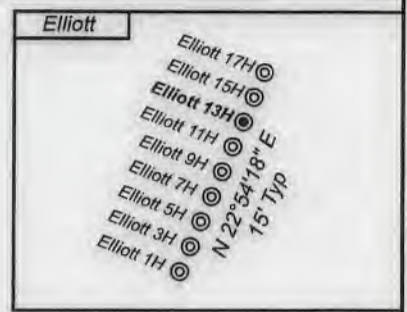 Elliott
Elliott 17H
Elliott 15H
Elliott 13H
Elliott 11H
Elliott 9H
Elliott 7H
Elliott 5H
Elliott 3H
Elliott 1H
N 22°54'18" E
15' Typ